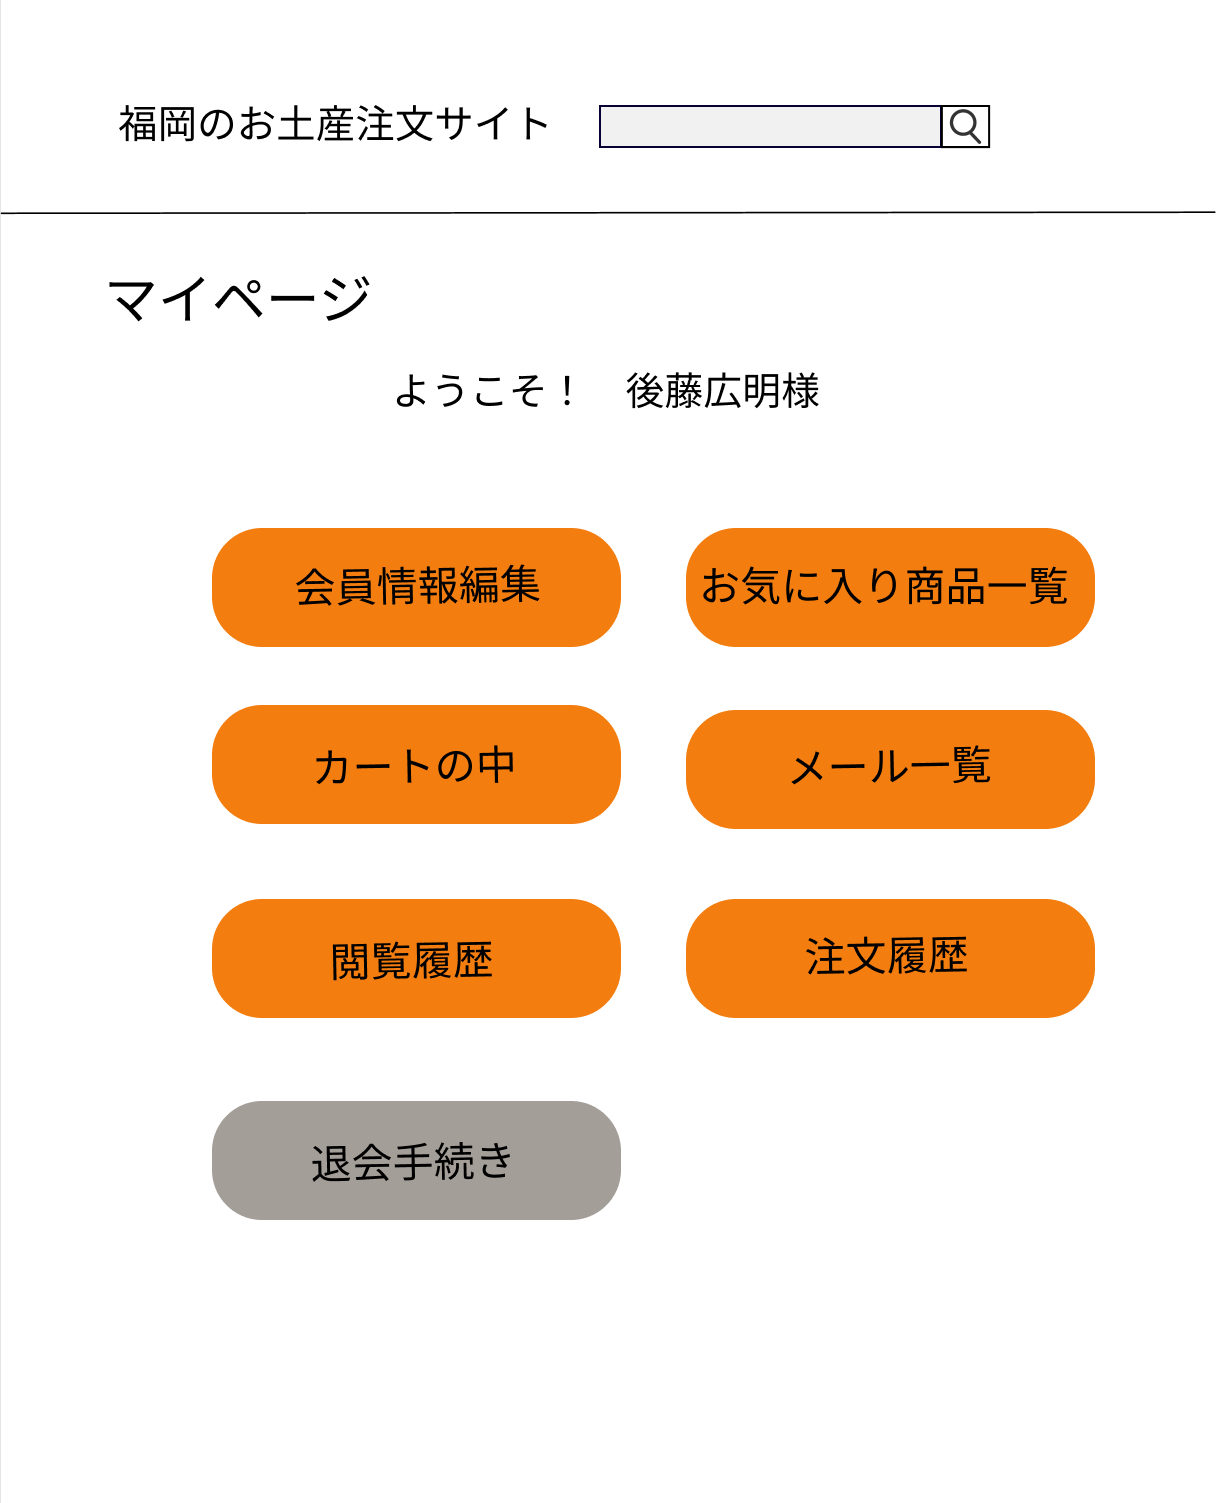 福岡のお土産注文サイト
マイページ
ようこそ！　後藤広明様
会員情報編集
お気に入り商品一覧
カートの中
メール一覧
閲覧履歴
注文履歴
退会手続き